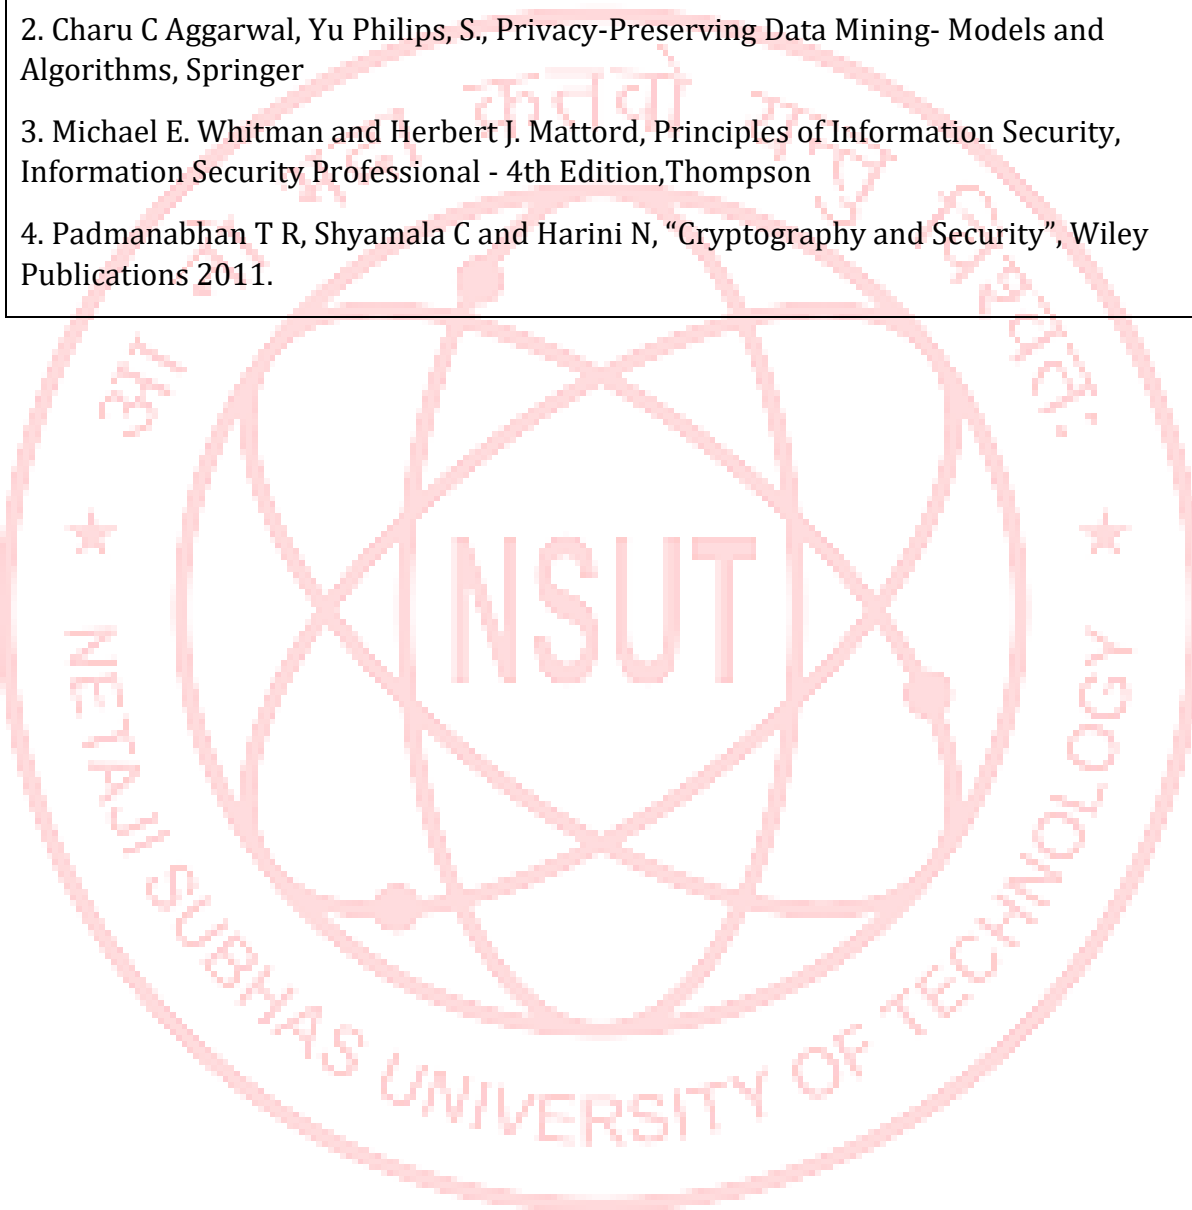 2. Charu C Aggarwal, Yu Philips, S., Privacy-Preserving Data Mining- Models and
Algorithms, Springer
3. Michael E. Whitman and Herbert J. Mattord, Principles of Information Security,
Information Security Professional - 4th Edition,Thompson
4. Padmanabhan T R, Shyamala C and Harini N, “Cryptography and Security”, Wiley
Publications 2011.
NSUT
NETAJI SUBHAS UNIVERSITY OF TECHNOLOGY